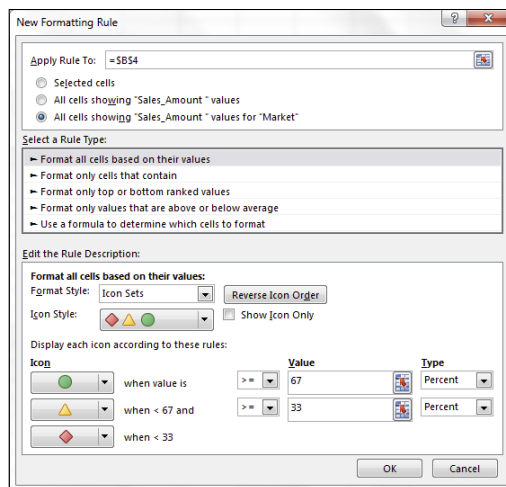 New Formatting Rule
Apply Rule To: =$B$4
Selected cells
All cells showing "Sales_Amount " values
All cells showing "Sales_Amount " values for "Market"
Select a Rule Type:
► Format all cells based on their values
► Format only cells that contain
► Format only top or bottom ranked values
► Format only values that are above or below average
► Use a formula to determine which cells to format
Edit the Rule Description:
Format all cells based on their values:
Format Style: Icon Sets Reverse Icon Order
Icon Style: Show Icon Only
Display each icon according to these rules:
Icon Value Type
when value is >= 67 Percent
when < 67 and >= 33 Percent
when < 33
OK Cancel